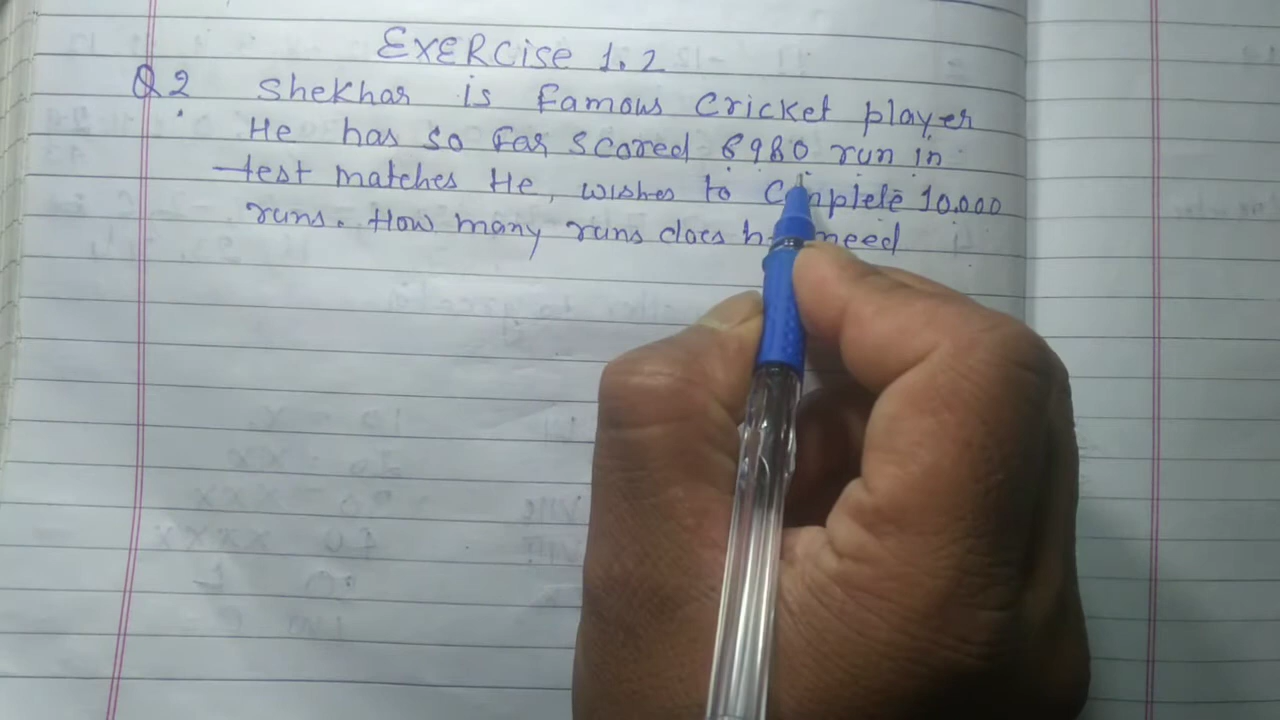 Exercise 1.2
Q2 Shekhar is Famous Cricket player
He has so Far scored 6980 run in
test matches He, wishes to Complete 10,000
runs. How many runs does he need